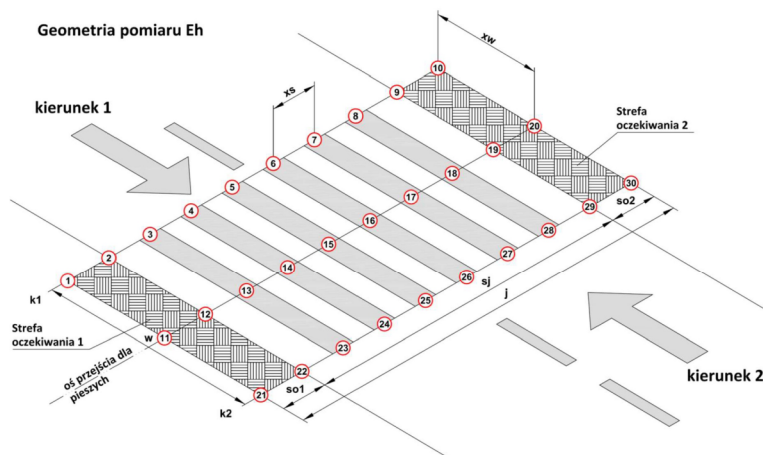 Geometria pomiaru Eh
kierunek 1
xs
xw
10
9
8
7
6
5
4
3
2
1
20
19
18
17
16
15
14
13
12
11
30
29
28
27
26
25
24
23
22
21
Strefa
oczekiwania 2
so2
sj
j
so1
k1
Strefa
oczekiwania 1
w
oś przejścia dla
pieszych
k2
kierunek 2